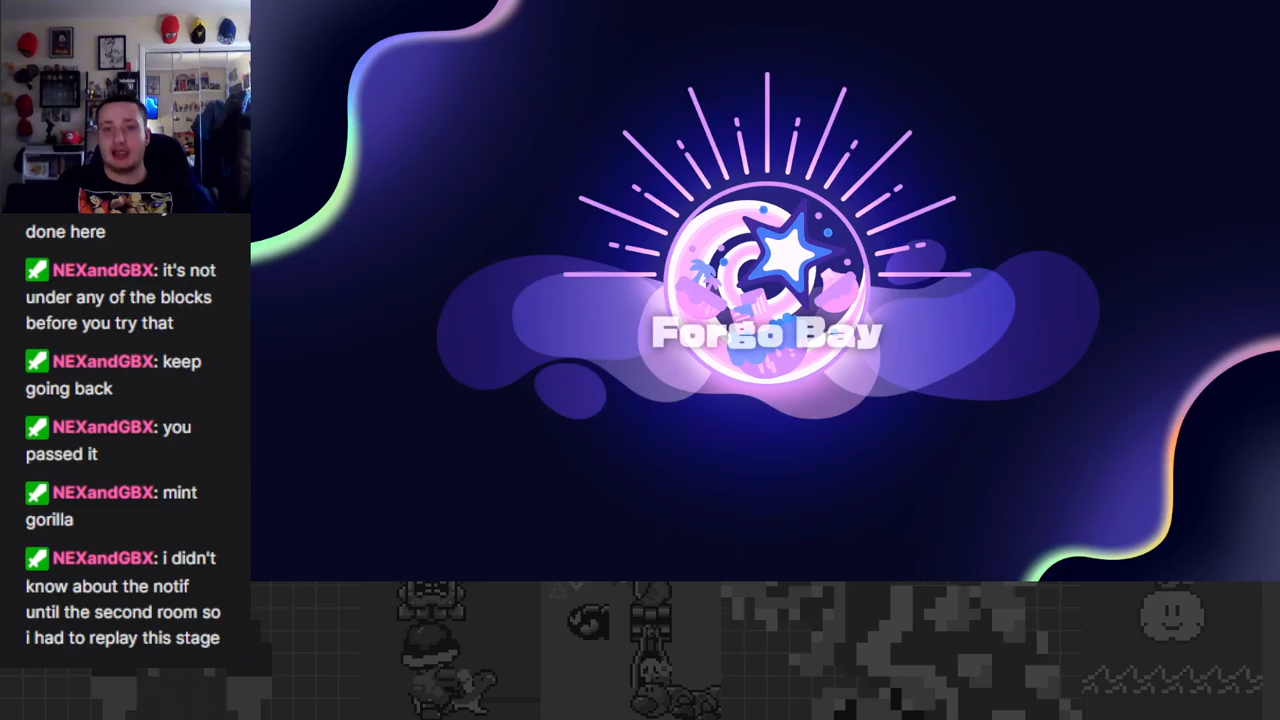 done here
NEXandGBX: it's not
under any of the blocks
before you try that
NEXandGBX: keep
going back
NEXandGBX: you
passed it
NEXandGBX: mint
gorilla
NEXandGBX: i didn't
know about the notif
until the second room so
i had to replay this stage
Forgo Bay